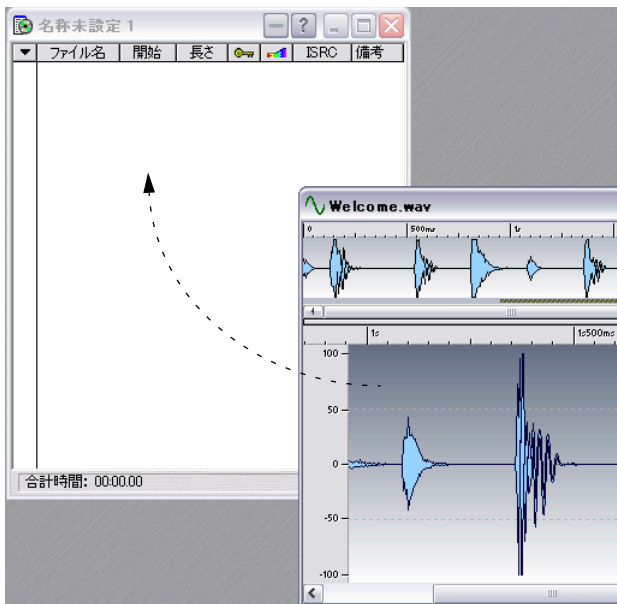 名称未設定 1
ファイル名 開始 長さ ISRC 備考
合計時間: 00:00.00
Welcome.wav
0 500ms 1s
1s 1s500ms
100
50
0
-50
-100